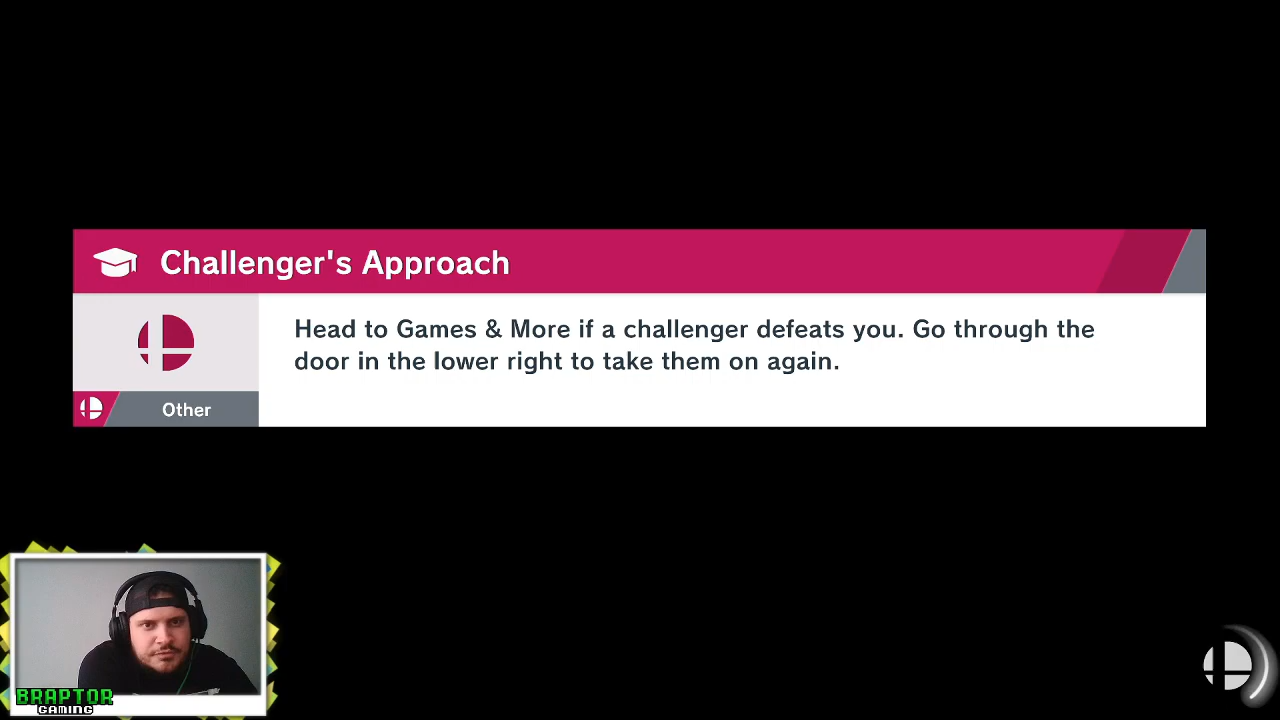 Challenger's Approach
Head to Games & More if a challenger defeats you. Go through the
door in the lower right to take them on again.
Other
BRAPTOR
GAMING